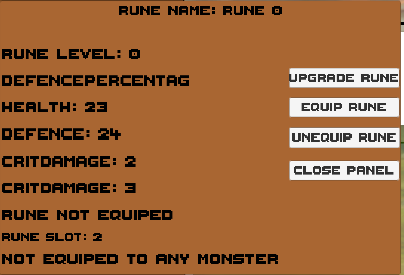 RUNE NAME: RUNE 0
RUNE LEVEL: 0
DEFENCEPERCENTAG
UPGRADE RUNE
HEALTH: 23
EQUIP RUNE
DEFENCE: 24
UNEQUIP RUNE
CRITDAMAGE: 2
CLOSE PANEL
CRITDAMAGE: 3
RUNE NOT EQUIPED
RUNE SLOT: 2
NOT EQUIPED TO ANY MONSTER